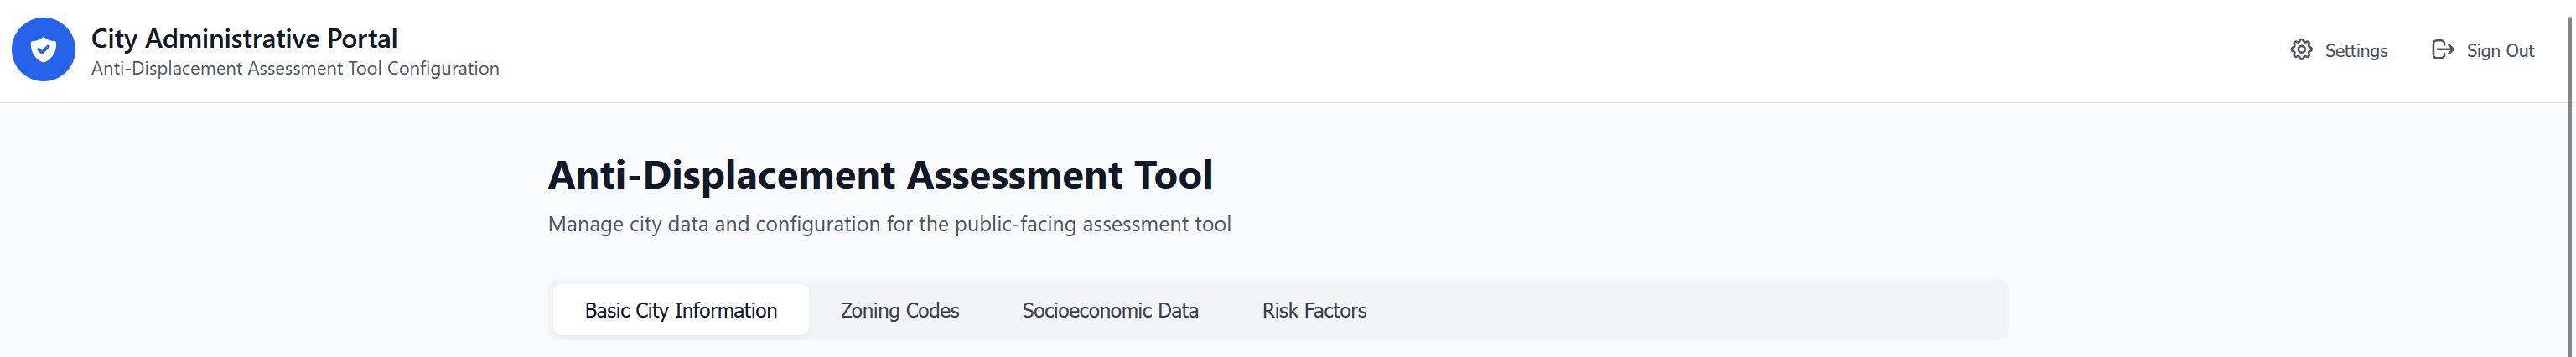 City Administrative Portal
Anti-Displacement Assessment Tool Configuration
Settings
Sign Out
Anti-Displacement Assessment Tool
Manage city data and configuration for the public-facing assessment tool
Basic City Information
Zoning Codes
Socioeconomic Data
Risk Factors